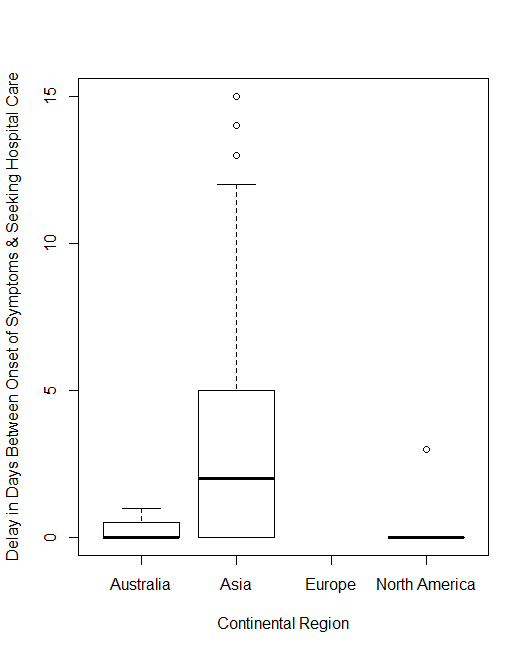 Delay in Days Between Onset of Symptoms & Seeking Hospital Care
15
10
5
0
Australia Asia Europe North America
Continental Region